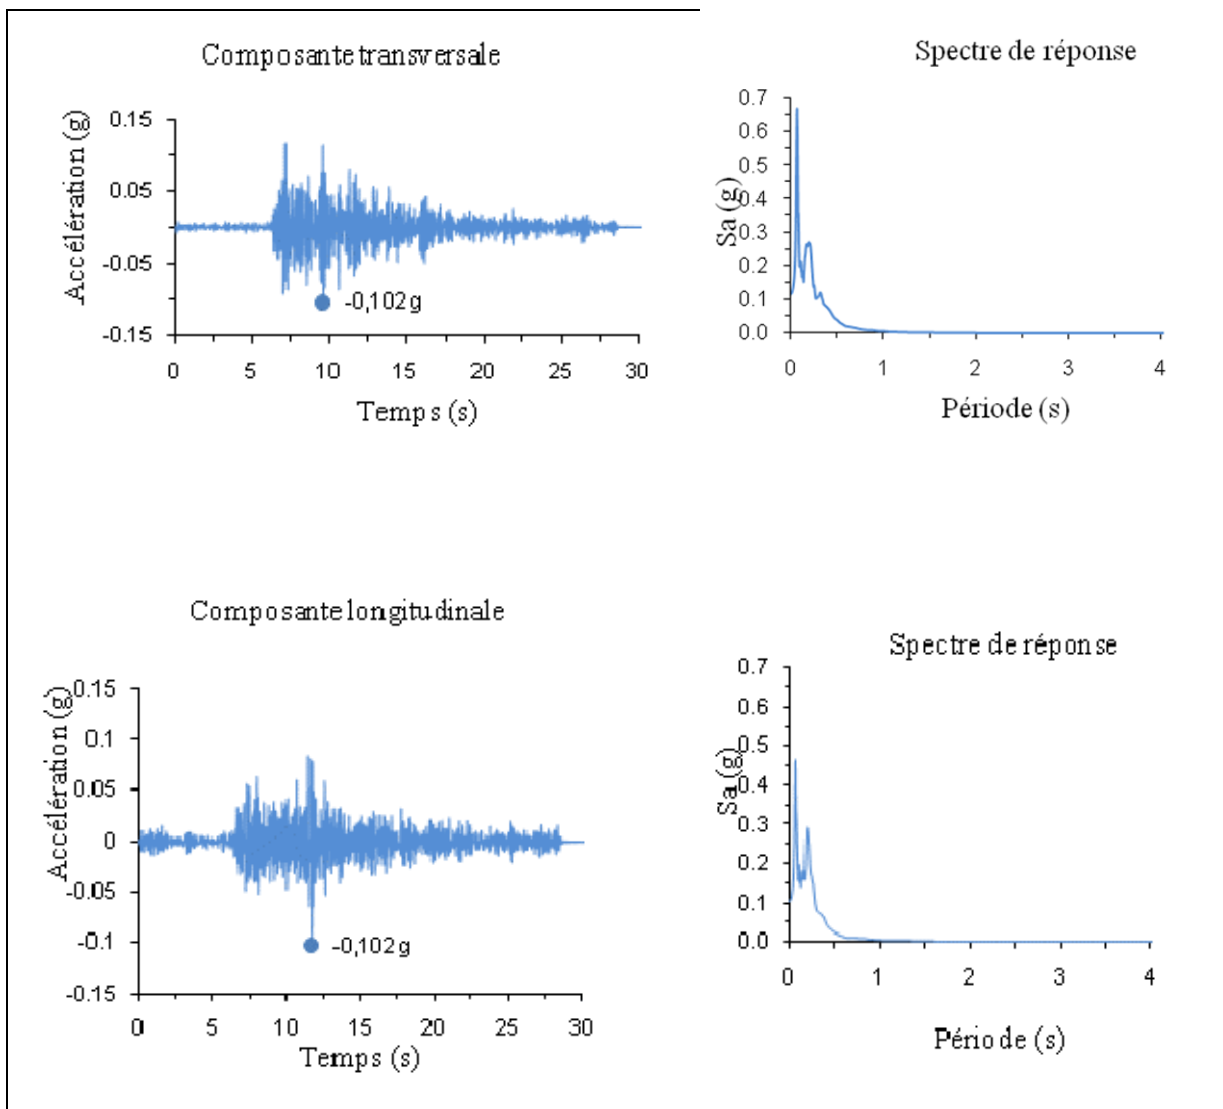 Composante transversale
Accélération (g)
0.15
0.05
-0.05
-0.15
-0,102g
0 5 10 15 20 25 30
Temps (s)
Spectre de réponse
Sa (g)
0.7
0.6
0.5
0.4
0.3
0.2
0.1
0.0
0 1 2 3 4
Période (s)
Composante longitudinale
Accélération (g)
0.15
0.1
0.05
0
-0.05
-0.1
-0.15
-0,102g
0 5 10 15 20 25 30
Temps (s)
Spectre de réponse
Sa (g)
0.7
0.6
0.5
0.4
0.3
0.2
0.1
0.0
0 1 2 3 4
Période (s)